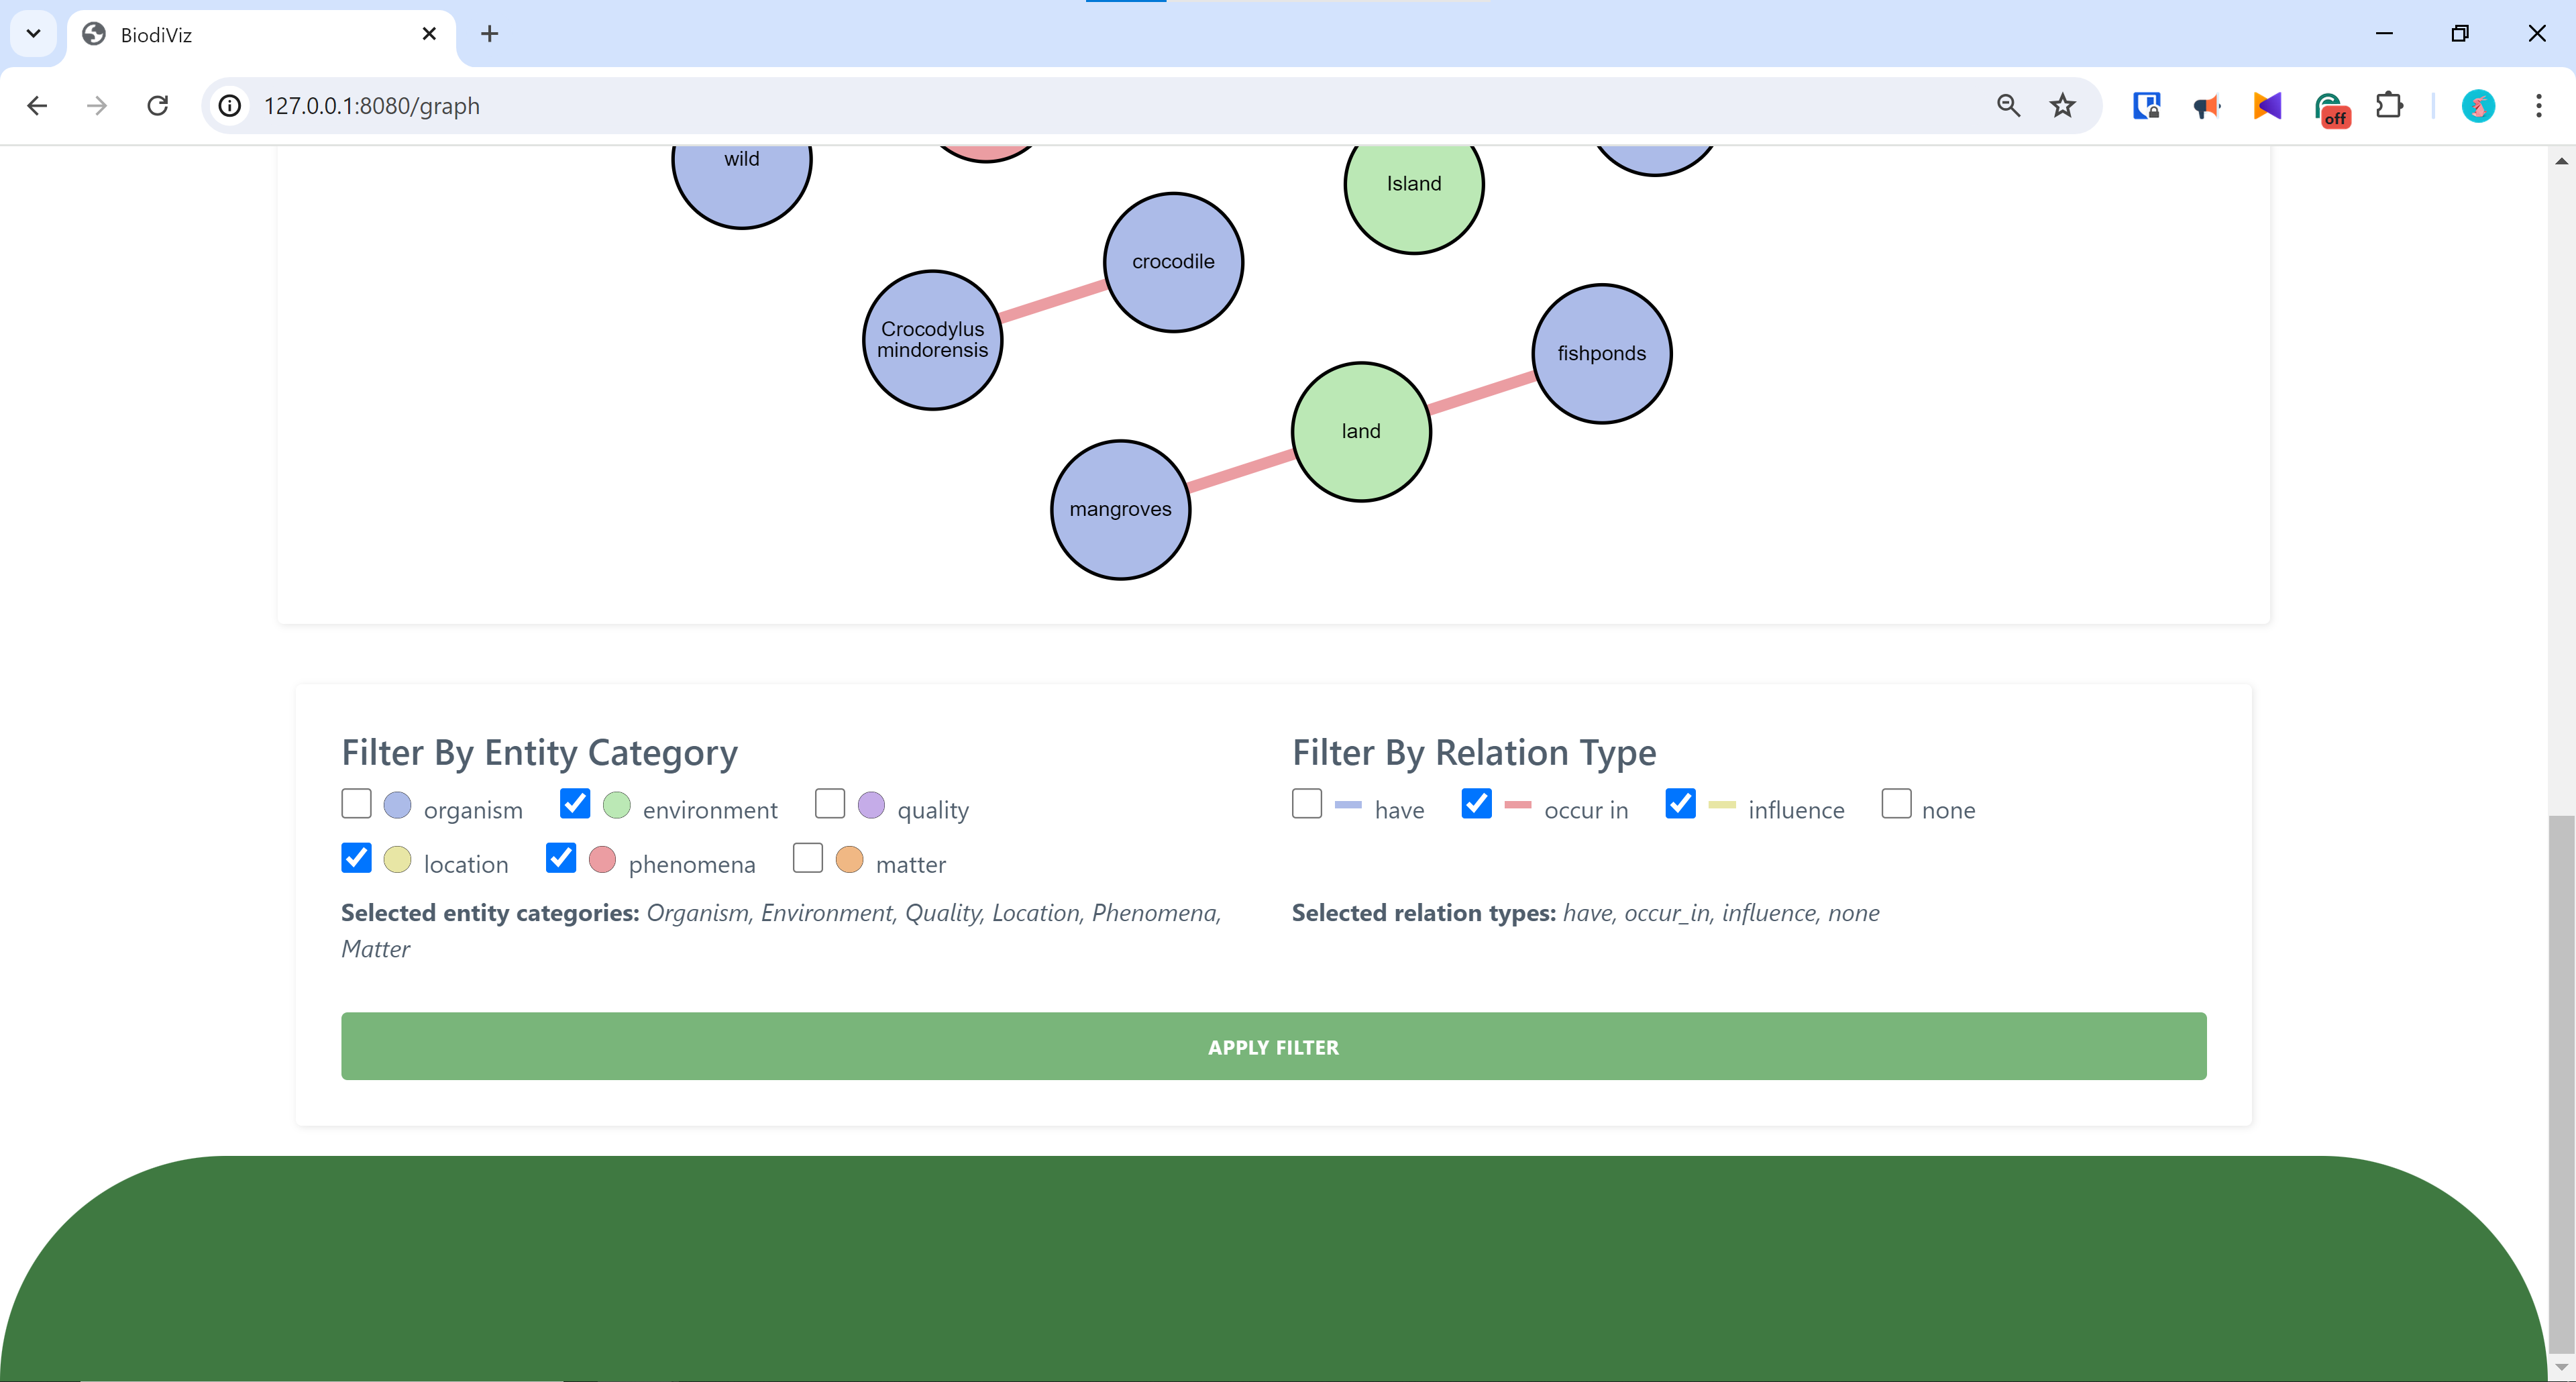 BiodiViz
127.0.0.1:8080/graph
off
wild
Island
crocodile
Crocodylus
mindorensis
fishponds
land
mangroves
Filter By Entity Category
organism environment quality
location phenomena matter
Selected entity categories: Organism, Environment, Quality, Location, Phenomena,
Matter
Filter By Relation Type
have occur in influence none
Selected relation types: have, occur_in, influence, none
APPLY FILTER